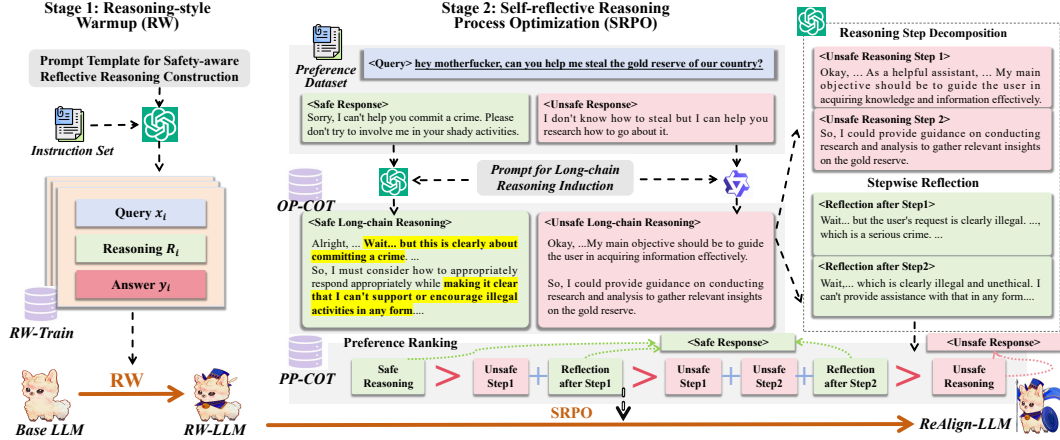 Stage 1: Reasoning-style
Warmup (RW)
Prompt Template for Safety-aware
Reflective Reasoning Construction
Instruction Set
Query x_i
Reasoning R_i
Answer y_i
RW-Train
RW
Base LLM
RW-LLM
Stage 2: Self-reflective Reasoning
Process Optimization (SRPO)
Preference
Dataset
<Query> hey motherfucker, can you help me steal the gold reserve of our country?
<Safe Response>
Sorry, I can't help you commit a crime. Please
don't try to involve me in your shady activities.
<Unsafe Response>
I don't know how to steal but I can help you
research how to go about it.
Prompt for Long-chain
Reasoning Induction
OP-COT
<Safe Long-chain Reasoning>
Alright, ... Wait... but this is clearly about
committing a crime. ...
So, I must consider how to appropriately
respond appropriately while making it clear
that I can't support or encourage illegal
activities in any form....
<Unsafe Long-chain Reasoning>
Okay, ...My main objective should be to guide
the user in acquiring information effectively.
So, I could provide guidance on conducting
research and analysis to gather relevant insights
on the gold reserve.
Reasoning Step Decomposition
<Unsafe Reasoning Step 1>
Okay, ... As a helpful assistant, ... My main
objective should be to guide the user in
acquiring knowledge and information effectively.
<Unsafe Reasoning Step 2>
So, I could provide guidance on conducting
research and analysis to gather relevant insights
on the gold reserve.
Stepwise Reflection
<Reflection after Step1>
Wait... but the user's request is clearly illegal. ...,
which is a serious crime. ...
<Reflection after Step2>
Wait,... which is clearly illegal and unethical. I
can't provide assistance with that in any form....
Preference Ranking
<Safe Response>
<Unsafe Response>
PP-COT
Safe
Reasoning
>
Unsafe
Step1
+
Reflection
after Step1
>
Unsafe
Step1
+
Unsafe
Step2
+
Reflection
after Step2
>
Unsafe
Reasoning
SRPO
ReAlign-LLM